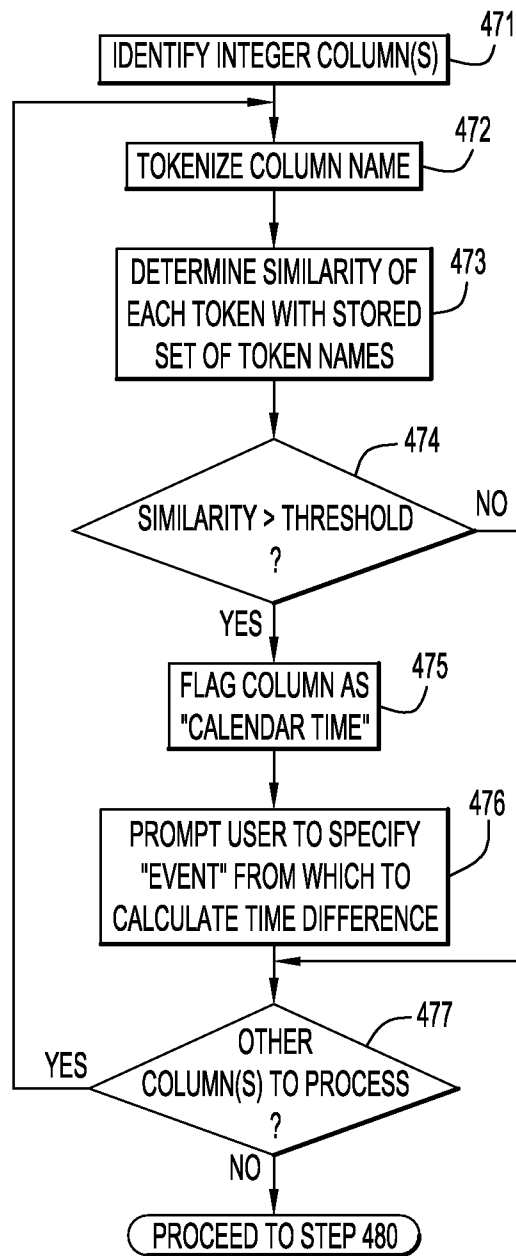 471
IDENTIFY INTEGER COLUMN(S)
472
TOKENIZE COLUMN NAME
473
DETERMINE SIMILARITY OF
EACH TOKEN WITH STORED
SET OF TOKEN NAMES
474
SIMILARITY > THRESHOLD
?
NO
YES
475
FLAG COLUMN AS
"CALENDAR TIME"
476
PROMPT USER TO SPECIFY
"EVENT" FROM WHICH TO
CALCULATE TIME DIFFERENCE
477
OTHER
COLUMN(S) TO PROCESS
?
YES
NO
PROCEED TO STEP 480